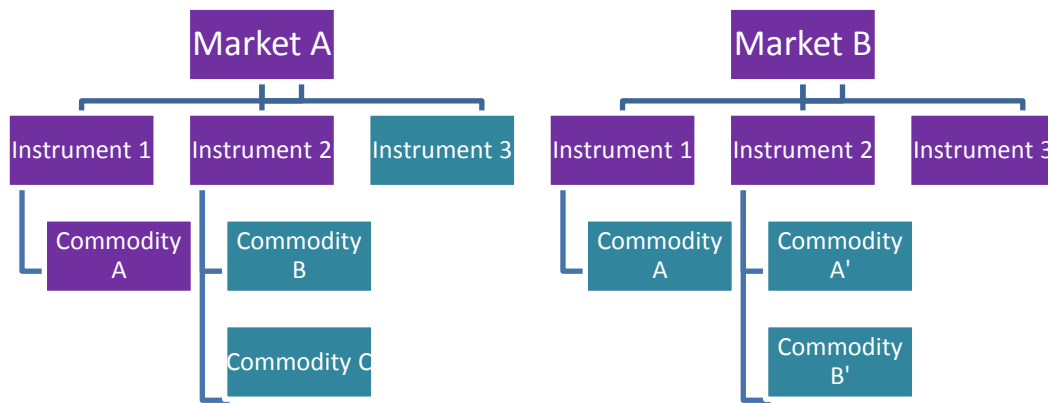 Market A
Market B
Instrument 1
Instrument 2
Instrument 3
Instrument 1
Instrument 2
Instrument 3
Commodity
A
Commodity
B
Commodity
A
Commodity
A'
Commodity C
Commodity
B'